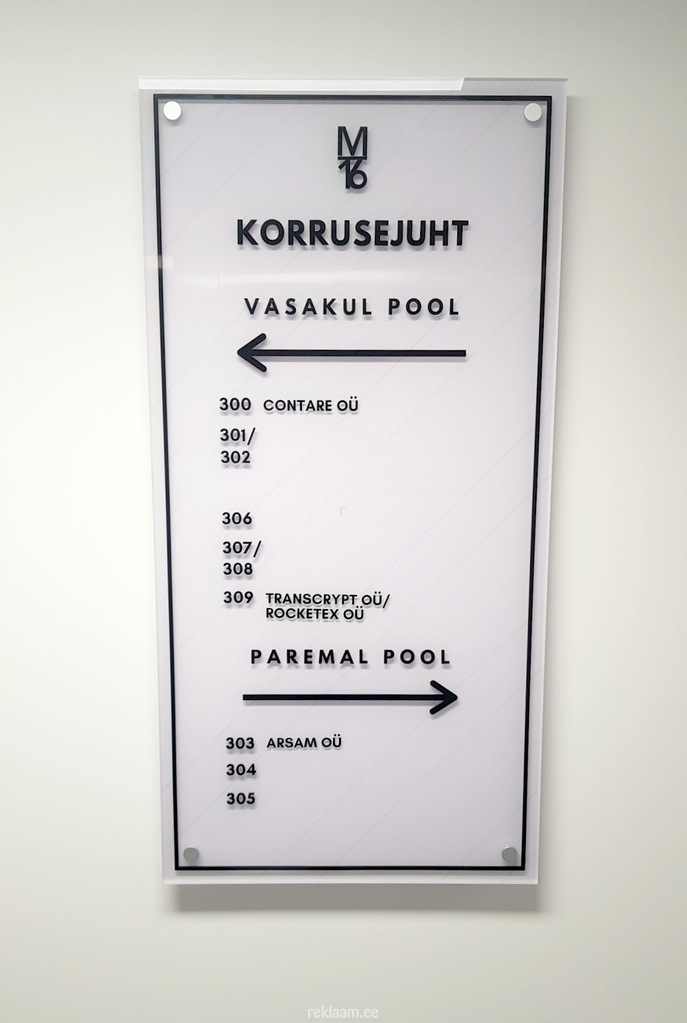 M
16
KORRUSEJUHT
VASAKUL POOL
300 CONTARE OÜ
301/
302
306
307/
308
309 TRANSCRYPT OÜ/
ROCKETEX OÜ
PAREMAL POOL
303 ARSAM OÜ
304
305
reklaam.ee